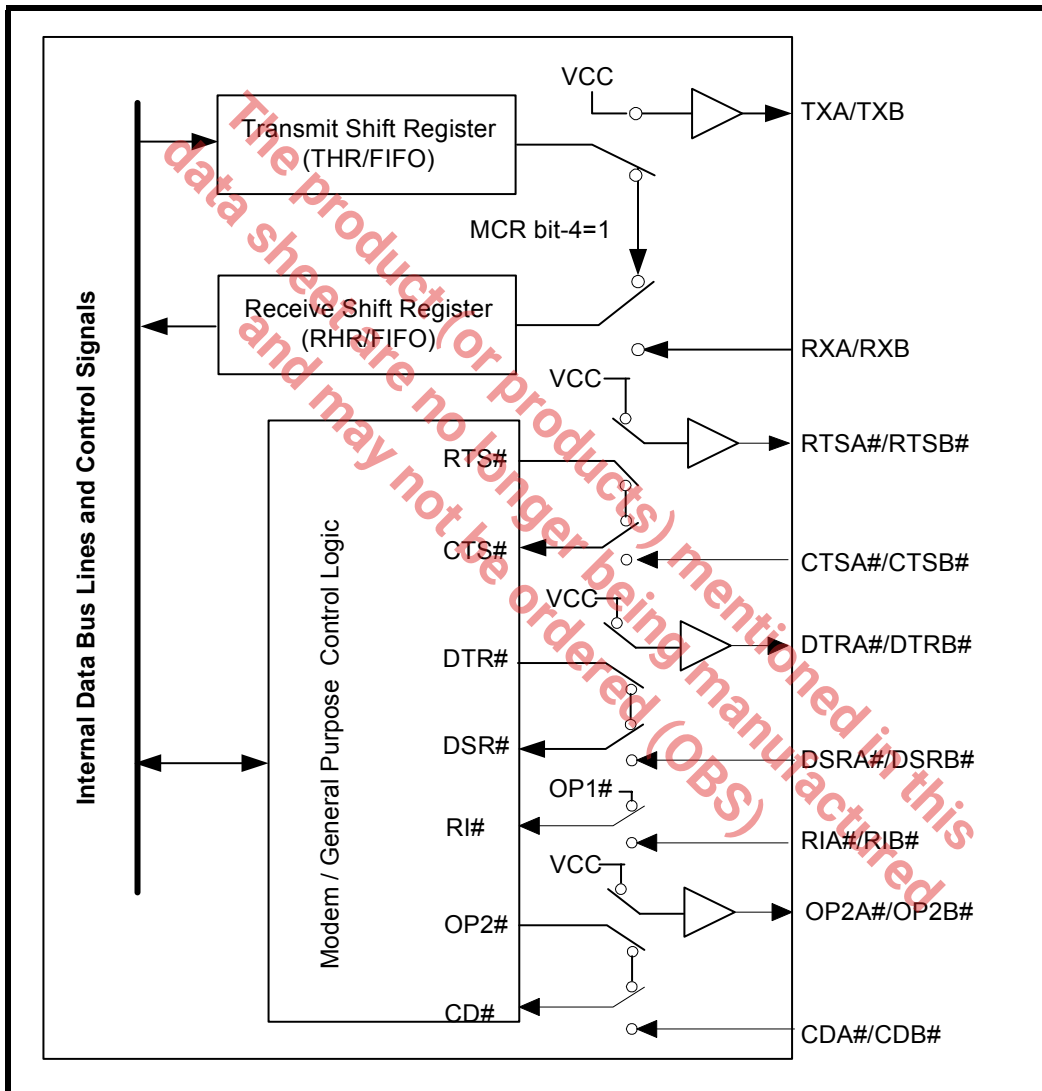 VCC
TXA/TXB
Transmit Shift Register
(THR/FIFO)
MCR bit-4=1
Receive Shift Register
(RHR/FIFO)
RXA/RXB
VCC
RTSA#/RTSB#
RTS#
CTS#
CTSA#/CTSB#
VCC
DTRA#/DTRB#
DTR#
DSR#
DSRA#/DSRB#
OP1#
RI#
RIA#/RIB#
VCC
OP2A#/OP2B#
OP2#
CD#
CDA#/CDB#
Internal Data Bus Lines and Control Signals
Modem / General Purpose Control Logic
The product (or products) mentioned in this
data sheet are no longer being manufactured
and may not be ordered (OBS)